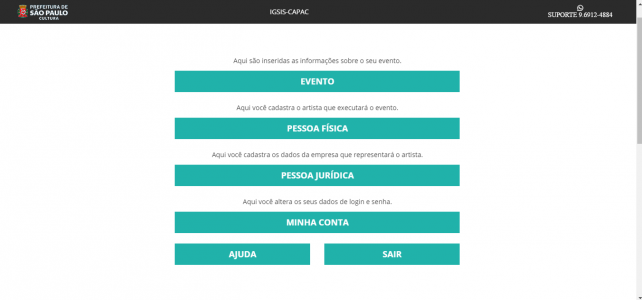 PREFEITURA DE
SÃO PAULO
CULTURA
IGSIS-CAPAC
SUPORTE 9.6912-4884
Aqui são inseridas as informações sobre o seu evento.
EVENTO
Aqui você cadastra o artista que executará o evento.
PESSOA FÍSICA
Aqui você cadastra os dados da empresa que representará o artista.
PESSOA JURÍDICA
Aqui você altera os seus dados de login e senha.
MINHA CONTA
AJUDA
SAIR